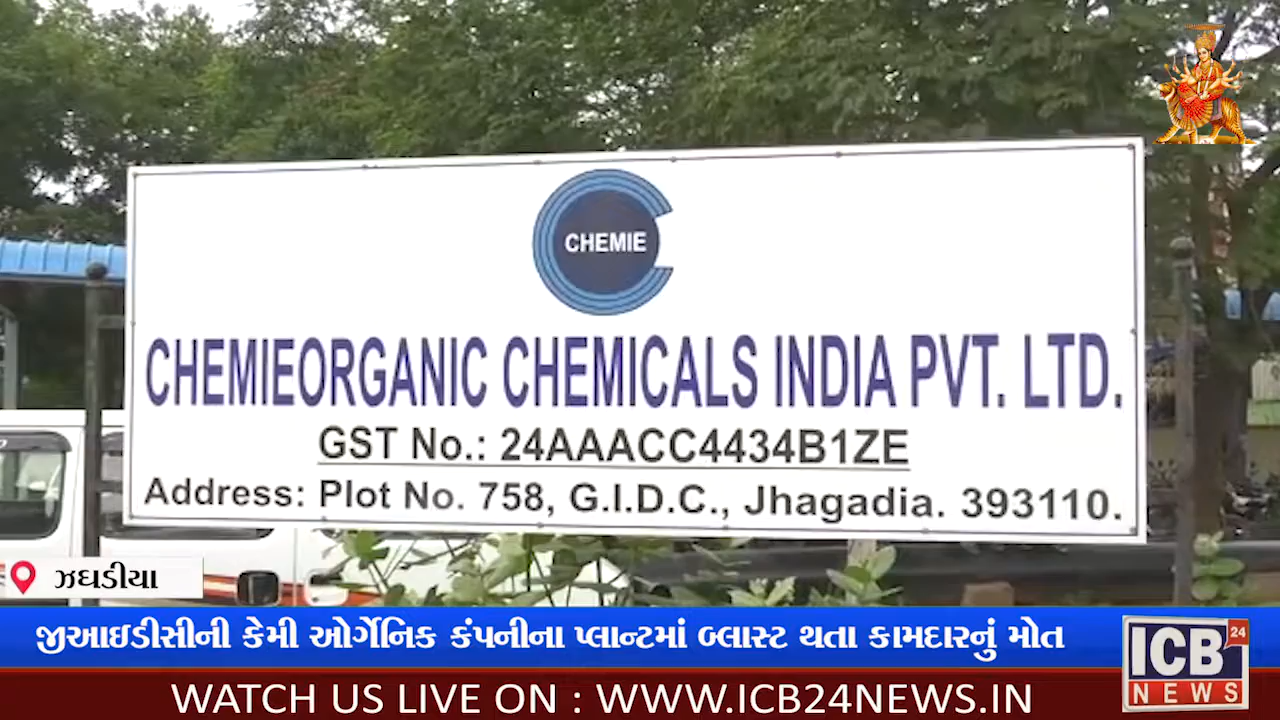 CHEMIE
CHEMIEORGANIC CHEMICALS INDIA PVT. LTD.
GST No.: 24AAACC4434B1ZE
Address: Plot No. 758, G.I.D.C., Jhagadia. 393110.
ઝઘડીયા
જીઆઇડીસીની કેમી ઓર્ગેનિક કંપનીના પ્લાન્ટમાં બ્લાસ્ટ થતા કામદારનું મોત
ICB 24
NEWS
WATCH US LIVE ON : WWW.ICB24NEWS.IN